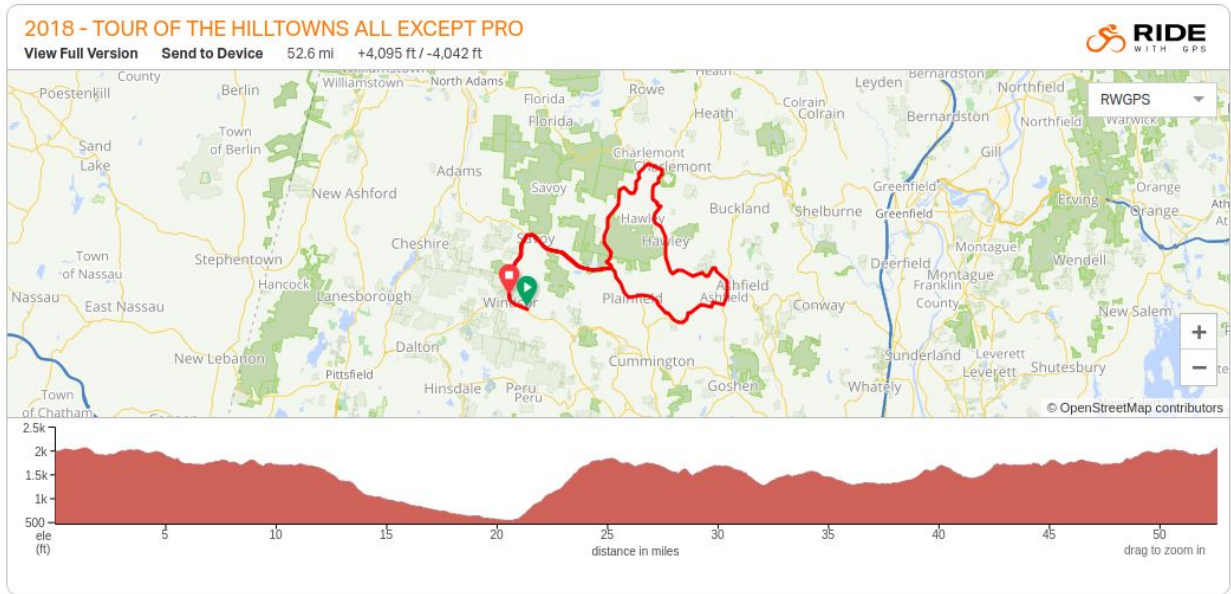 2018 - TOUR OF THE HILLTOWNS ALL EXCEPT PRO
View Full Version Send to Device 52.6 mi +4,095 ft / -4,042 ft
RIDE
WITH GPS
RWGPS
County
Poestenkill
Berlin
Williamstown
North Adams
Florida
Florida
Rowe
Heath
Heath
Colrain
Colrain
Leyden
Bernardston
Bernardston
Northfield
Northfield
Warwick
Town
of Berlin
Sand
Lake
New Ashford
Adams
Savoy
Charlemont
Charlemont
Gill
Greenfield
Greenfield
Erving
Orange
Orange
Buckland
Shelburne
Hawley
Hawley
Cheshire
Savoy
Montague
Wendell
Town
of Nassau
Stephentown
Hancock
Lanesborough
Deerfield
Montague
Franklin
County
Nassau
East Nassau
Windsor
Plainfield
Ashfield
Ashfield
Conway
New Salem
New Lebanon
Dalton
Pittsfield
Cummington
Sunderland
Leverett
Leverett
Shutesbury
Hinsdale
Peru
Peru
Goshen
Whately
Town
of Chatham
+
−
© OpenStreetMap contributors
2.5k
2k
1.5k
1k
500
ele
(ft)
5 10 15 20 25 30 35 40 45 50
distance in miles
drag to zoom in